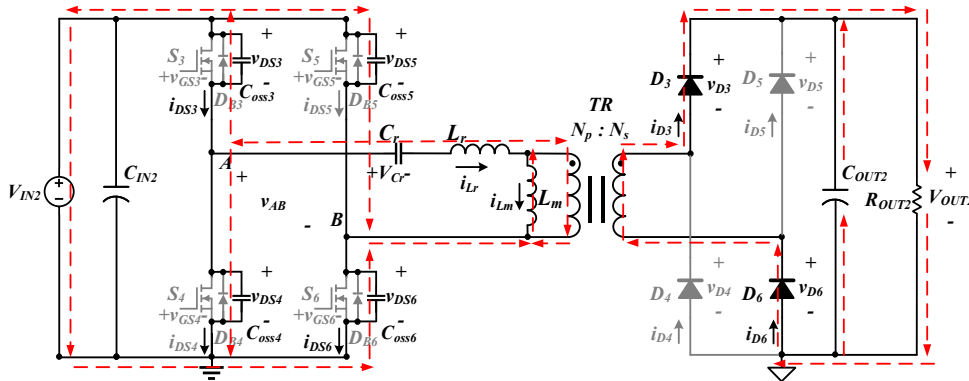 S3
+vGS3-
+
vDS3
-
Coss3
DB3
iDS3
S5
+vGS5-
+
vDS5
-
Coss5
DB5
iDS5
VIN2
CIN2
A
+
vAB
-
B
Cr
+VCr-
Lr
iLr
iLm
Lm
TR
Np : Ns
D3
+
vD3
-
iD3
D5
+
vD5
-
iD5
COUT2
ROUT2
+
VOUT2
-
S4
+vGS4-
+
vDS4
-
Coss4
DB4
iDS4
S6
+vGS6-
+
vDS6
-
Coss6
DB6
iDS6
D4
+
vD4
-
iD4
D6
+
vD6
-
iD6